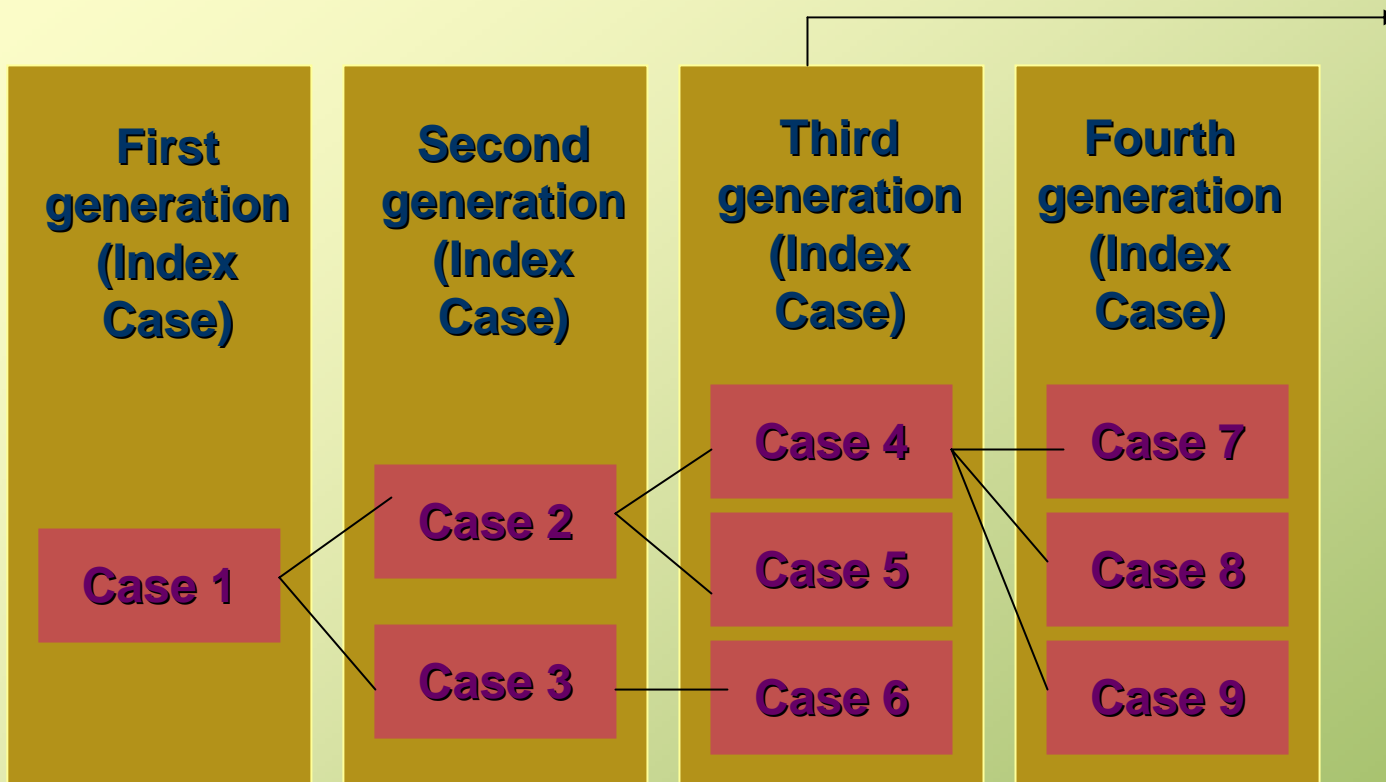 First
generation
(Index
Case)
Second
generation
(Index
Case)
Third
generation
(Index
Case)
Fourth
generation
(Index
Case)
Case 1
Case 2
Case 3
Case 4
Case 5
Case 6
Case 7
Case 8
Case 9